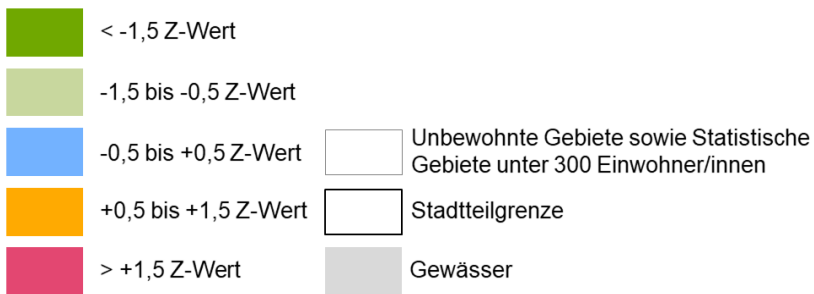 < -1,5 Z-Wert
-1,5 bis -0,5 Z-Wert
-0,5 bis +0,5 Z-Wert
+0,5 bis +1,5 Z-Wert
> +1,5 Z-Wert
Unbewohnte Gebiete sowie Statistische
Gebiete unter 300 Einwohner/innen
Stadtteilgrenze
Gewässer